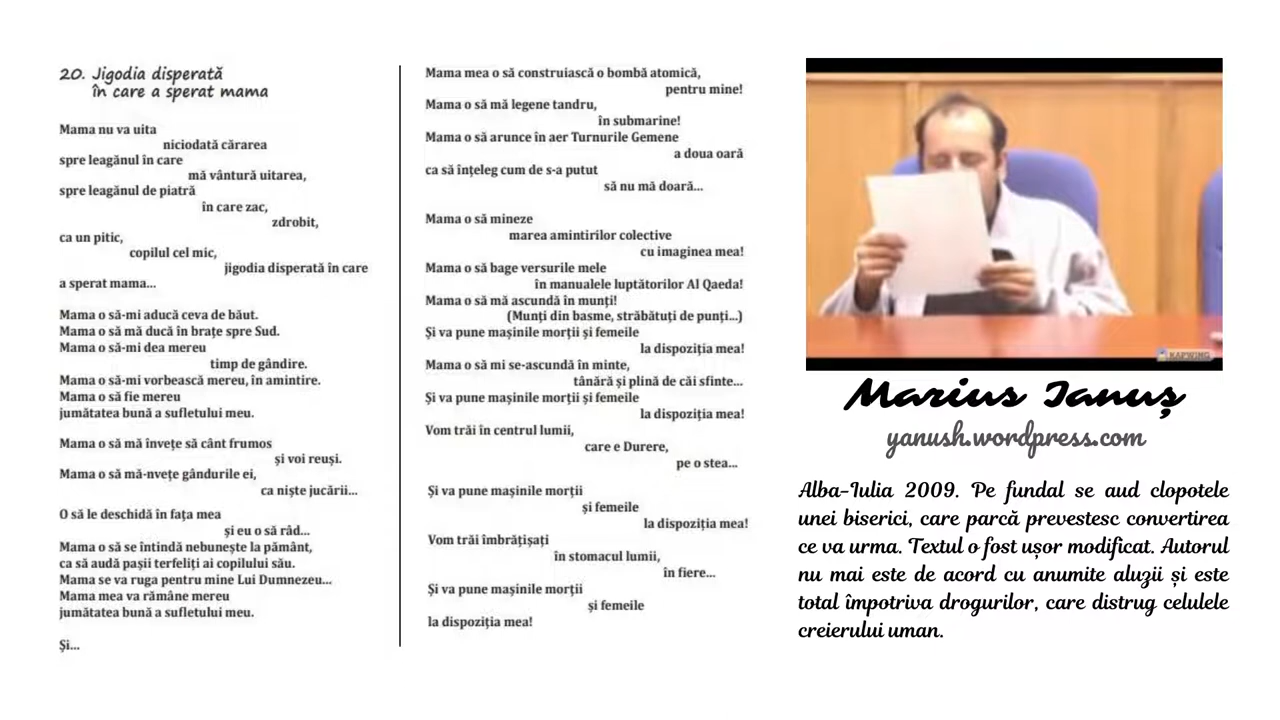 20. Jigodia disperată
în care a sperat mama
Mama nu va uita
niciodată cărarea
spre leagănul în care
mă vântură uitarea,
spre leagănul de piatră
în care zac,
zdrobit,
ca un pitic,
copilul cel mic,
jigodia disperată în care
a sperat mama...
Mama o să-mi aducă ceva de băut.
Mama o să mă ducă în brațe spre Sud.
Mama o să-mi dea mereu
timp de gândire.
Mama o să-mi vorbească mereu, în amintire.
Mama o să fie mereu
jumătatea bună a sufletului meu.
Mama o să mă învețe să cânt frumos
și voi reuși.
Mama o să mă-nvețe gândurile ei,
ca niște jucării...
O să le deschidă în fața mea
și eu o să râd...
Mama o să se întindă nebunește la pământ,
ca să audă pașii terfeliți ai copilului său.
Mama se va ruga pentru mine Lui Dumnezeu...
Mama mea va rămâne mereu
jumătatea bună a sufletului meu.
Și...
Mama mea o să construiască o bombă atomică,
pentru mine!
Mama o să mă legene tandru,
în submarine!
Mama o să arunce în aer Turnurile Gemene
a doua oară
ca să înțeleg cum de s-a putut
să nu mă doară...
Mama o să mineze
marea amintirilor colective
cu imaginea mea!
Mama o să bage versurile mele
în manualele luptătorilor Al Qaeda!
Mama o să mă ascundă în munți!
(Munți din basme, străbătuți de punți...)
Și va pune mașinile morții și femeile
la dispoziția mea!
Mama o să mi se-ascundă în minte,
tânără și plină de căi sfinte...
Și va pune mașinile morții și femeile
la dispoziția mea!
Vom trăi în centrul lumii,
care e Durere,
pe o stea...
Și va pune mașinile morții
și femeile
la dispoziția mea!
Vom trăi îmbrățișați
în stomacul lumii,
în fiere...
Și va pune mașinile morții
și femeile
la dispoziția mea!
KAPWING
Marius Ianuș
yanush.wordpress.com
Alba-Iulia 2009. Pe fundal se aud clopotele
unei biserici, care parcă prevestesc convertirea
ce va urma. Textul o fost ușor modificat. Autorul
nu mai este de acord cu anumite aluzii și este
total împotriva drogurilor, care distrug celulele
creierului uman.